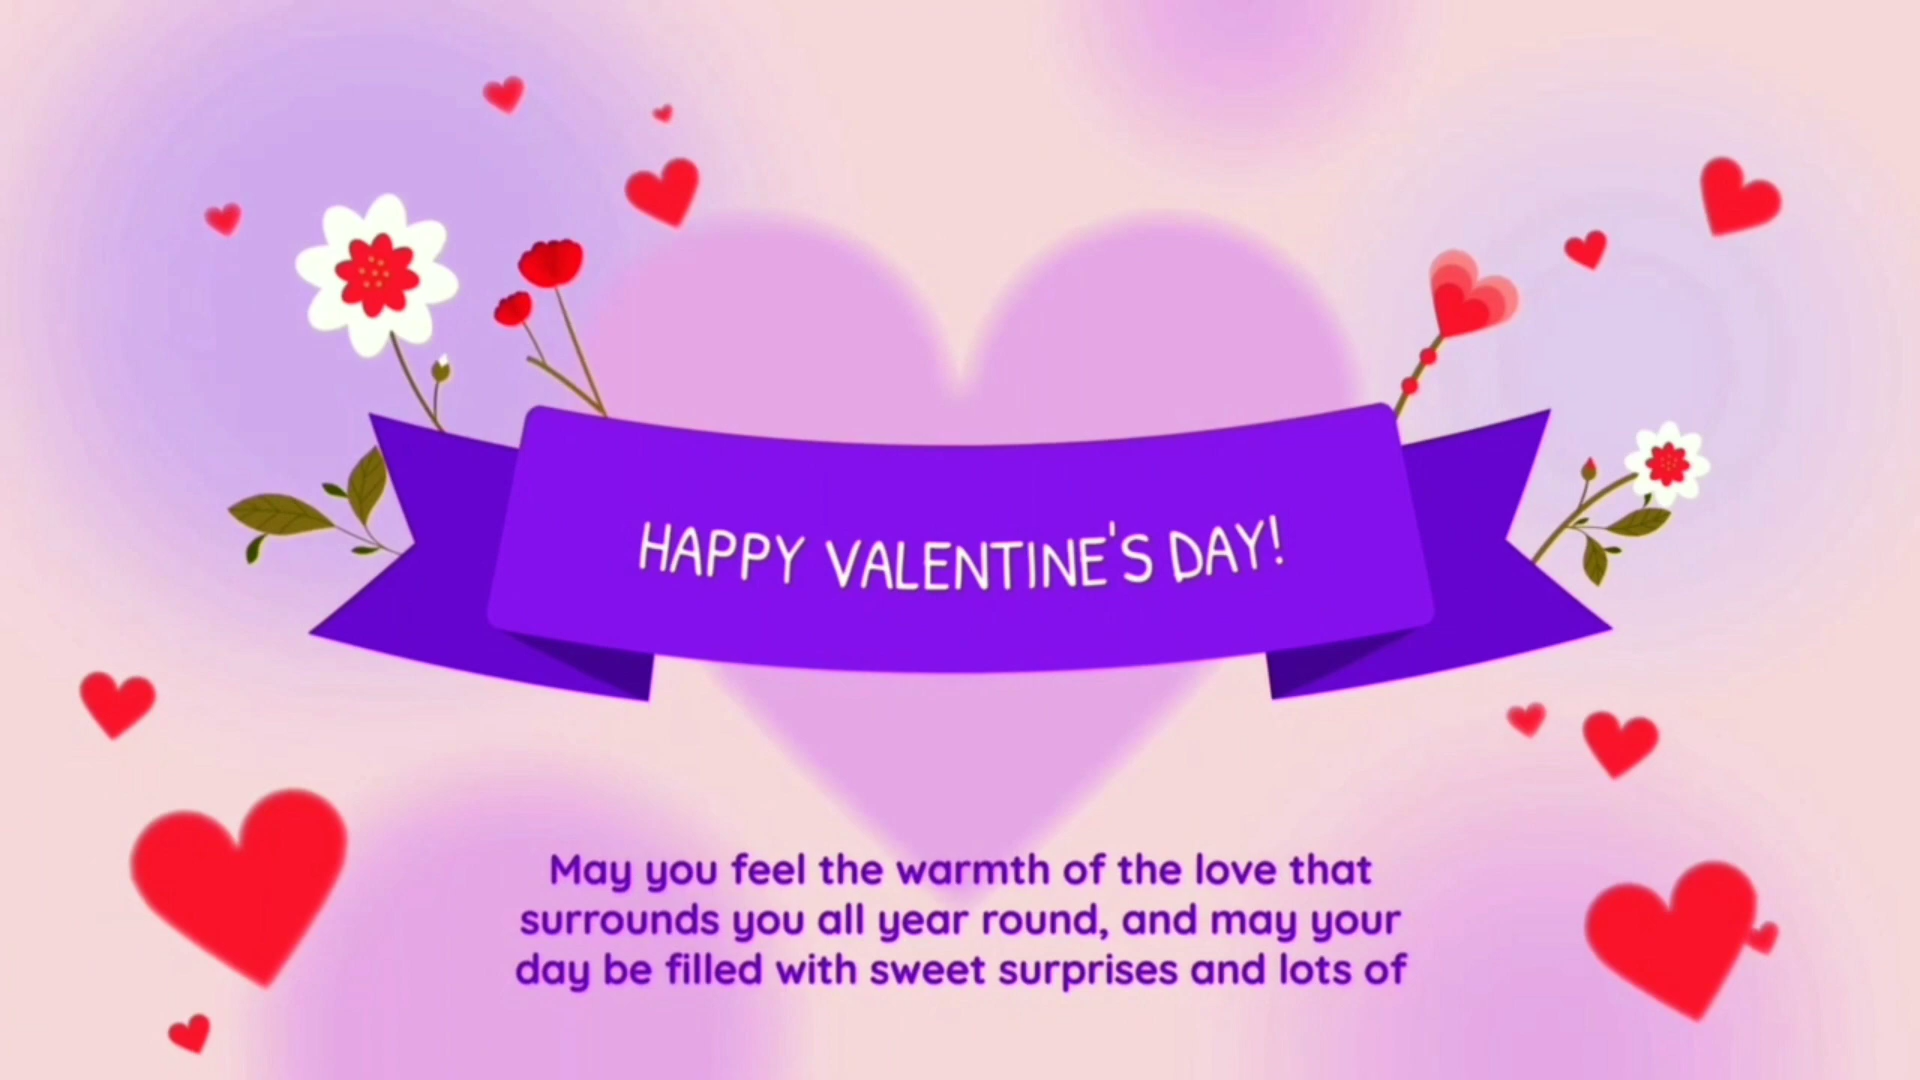 HAPPY VALENTINE'S DAY!
May you feel the warmth of the love that
surrounds you all year round, and may your
day be filled with sweet surprises and lots of